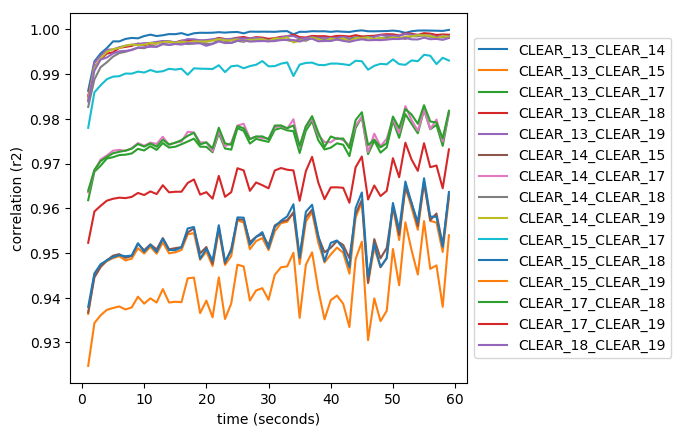 1.00
0.99
0.98
0.97
0.96
0.95
0.94
0.93
correlation (r2)
0
10
20
30
40
50
60
time (seconds)
CLEAR_13_CLEAR_14
CLEAR_13_CLEAR_15
CLEAR_13_CLEAR_17
CLEAR_13_CLEAR_18
CLEAR_13_CLEAR_19
CLEAR_14_CLEAR_15
CLEAR_14_CLEAR_17
CLEAR_14_CLEAR_18
CLEAR_14_CLEAR_19
CLEAR_15_CLEAR_17
CLEAR_15_CLEAR_18
CLEAR_15_CLEAR_19
CLEAR_17_CLEAR_18
CLEAR_17_CLEAR_19
CLEAR_18_CLEAR_19